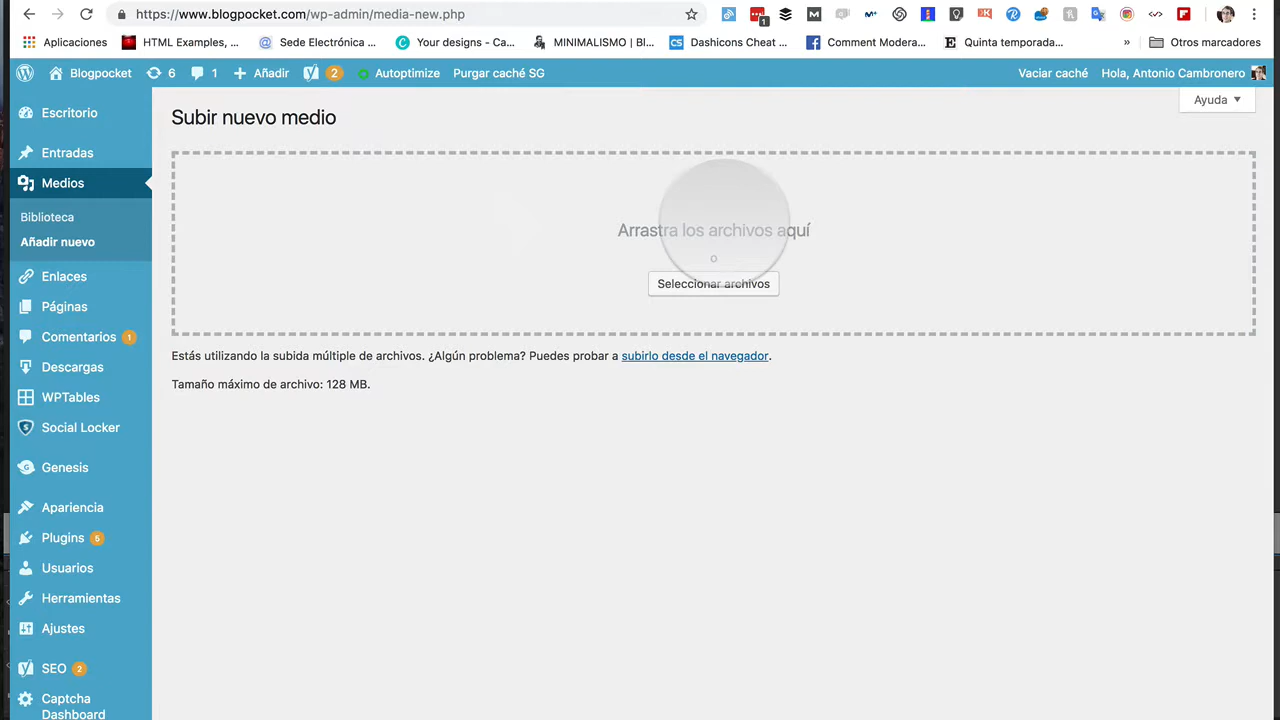 https://www.blogpocket.com/wp-admin/media-new.php
1
Aplicaciones
HTML Examples, ...
Sede Electrónica ...
Your designs - Ca...
MINIMALISMO | Bl...
CS
Dashicons Cheat ...
Comment Modera...
Quinta temporada...
»
Otros marcadores
Blogpocket
6
1
Añadir
2
Autoptimize
Purgar caché SG
Vaciar caché
Hola, Antonio Cambronero
Ayuda
Escritorio
Entradas
Medios
Biblioteca
Añadir nuevo
Enlaces
Páginas
Comentarios 1
Descargas
WPTables
Social Locker
Genesis
Apariencia
Plugins 5
Usuarios
Herramientas
Ajustes
SEO 2
Captcha
Dashboard
Subir nuevo medio
Arrastra los archivos aquí
o
Seleccionar archivos
Estás utilizando la subida múltiple de archivos. ¿Algún problema? Puedes probar a subirlo desde el navegador.
Tamaño máximo de archivo: 128 MB.